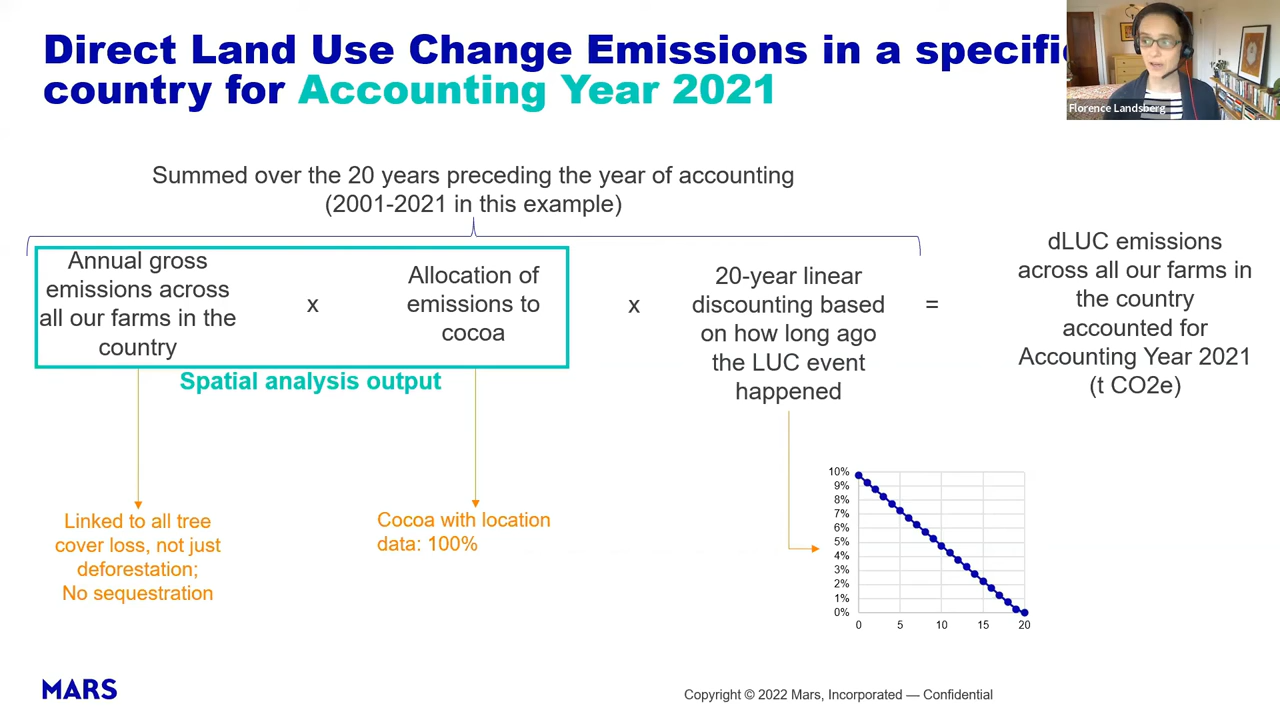 Direct Land Use Change Emissions in a specific
country for Accounting Year 2021
Florence Landsberg
Summed over the 20 years preceding the year of accounting
(2001-2021 in this example)
Annual gross
emissions across
all our farms in the
country
x
Allocation of
emissions to
cocoa
x
20-year linear
discounting based
on how long ago
the LUC event
happened
=
dLUC emissions
across all our farms in
the country
accounted for
Accounting Year 2021
(t CO2e)
Spatial analysis output
Linked to all tree
cover loss, not just
deforestation;
No sequestration
Cocoa with location
data: 100%
10%
9%
8%
7%
6%
5%
4%
3%
2%
1%
0%
0 5 10 15 20
MARS
Copyright © 2022 Mars, Incorporated — Confidential